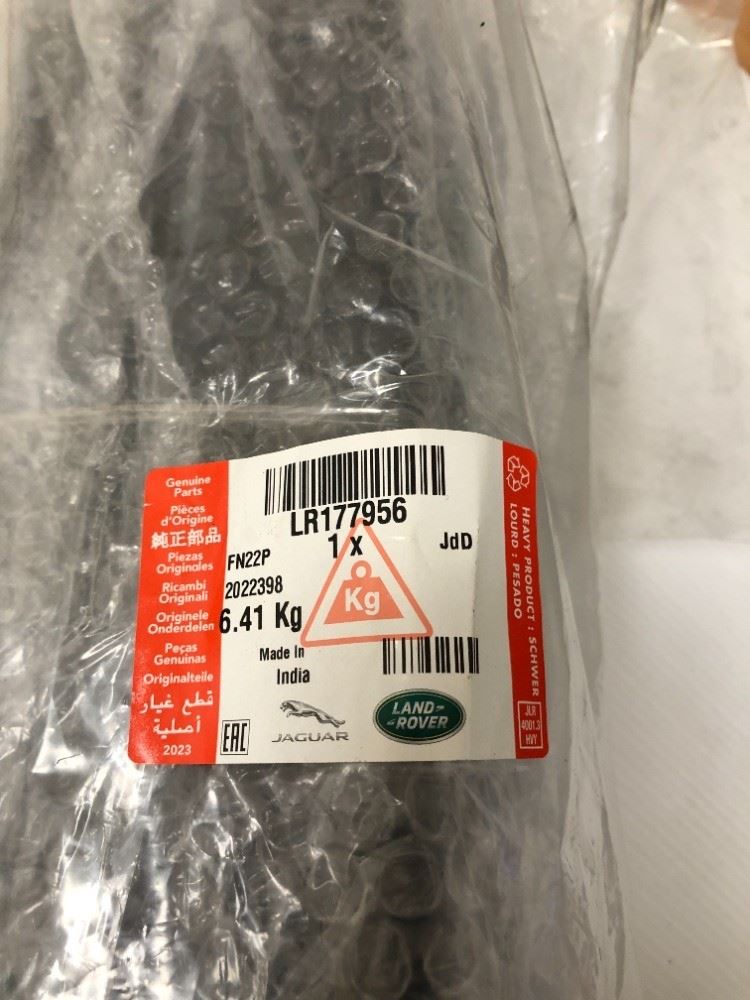 Genuine
Parts
Pièces
d'Origine
純正部品
Piezas
Originales
Ricambi
Originali
Originele
Onderdelen
Peças
Genuinas
Originalteile
قطع غيار
أصلية
2023
LR177956
1 x
JdD
FN22P
2022398
6.41 Kg
Kg
Made In
India
EAC
JAGUAR
LAND-
-ROVER
HEAVY PRODUCT : SCHWER
LOURD : PESADO
JLR
4001.3
HVY